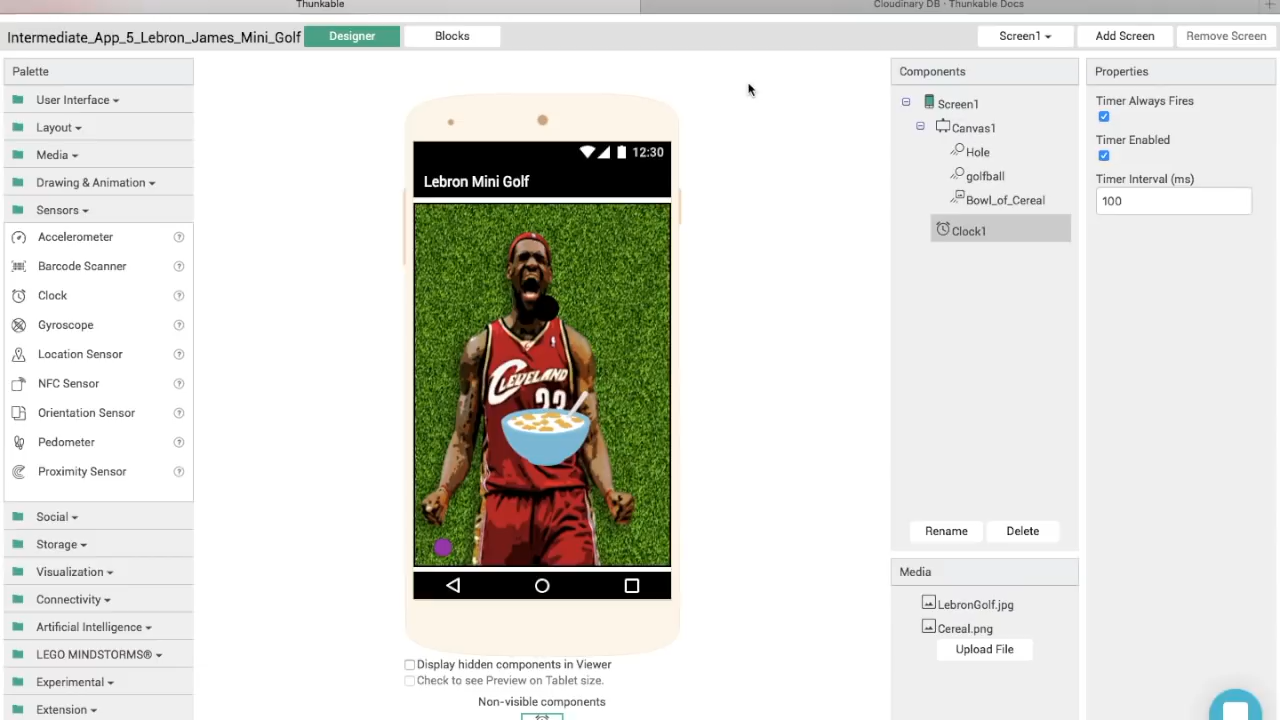 Thunkable
Cloudinary DB - Thunkable Docs
Intermediate_App_5_Lebron_James_Mini_Golf
Designer
Blocks
Screen1
Add Screen
Remove Screen
Palette
User Interface
Layout
Media
Drawing & Animation
Sensors
Accelerometer
Barcode Scanner
Clock
Gyroscope
Location Sensor
NFC Sensor
Orientation Sensor
Pedometer
Proximity Sensor
Social
Storage
Visualization
Connectivity
Artificial Intelligence
LEGO MINDSTORMS®
Experimental
Extension
12:30
Lebron Mini Golf
CLEVELAND
23
Display hidden components in Viewer
Check to see Preview on Tablet size.
Non-visible components
Components
Screen1
Canvas1
Hole
golfball
Bowl_of_Cereal
Clock1
Rename
Delete
Media
LebronGolf.jpg
Cereal.png
Upload File
Properties
Timer Always Fires
Timer Enabled
Timer Interval (ms)
100